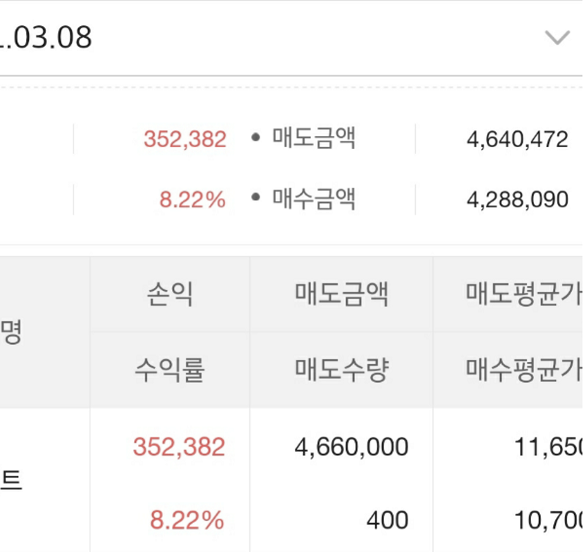 .03.08
352,382 • 매도금액 4,640,472
8.22% • 매수금액 4,288,090
명 손익 매도금액 매도평균가
수익률 매도수량 매수평균가
352,382 4,660,000 11,650
트
8.22% 400 10,700